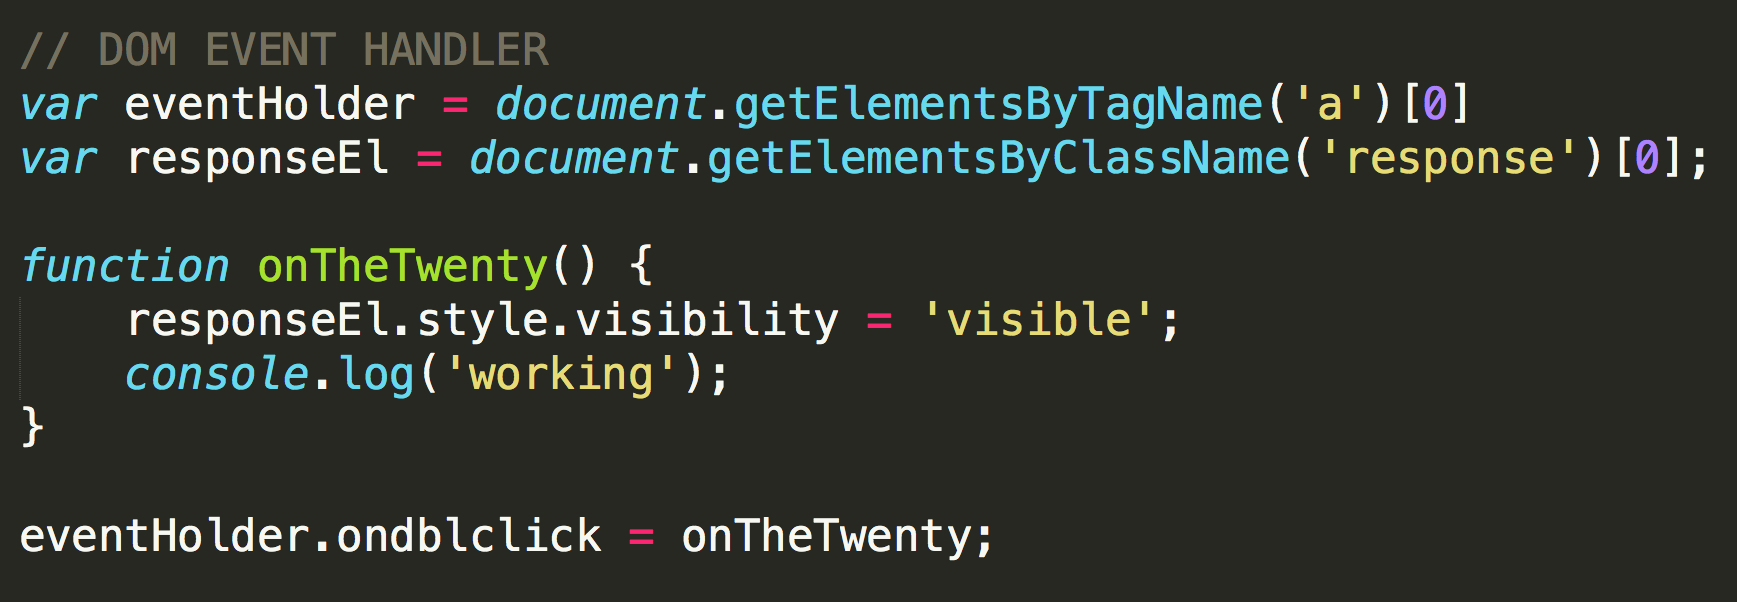 // DOM EVENT HANDLER
var eventHolder = document.getElementsByTagName('a')[0]
var responseEl = document.getElementsByClassName('response')[0];
function onTheTwenty() {
    responseEl.style.visibility = 'visible';
    console.log('working');
}
eventHolder.ondblclick = onTheTwenty;